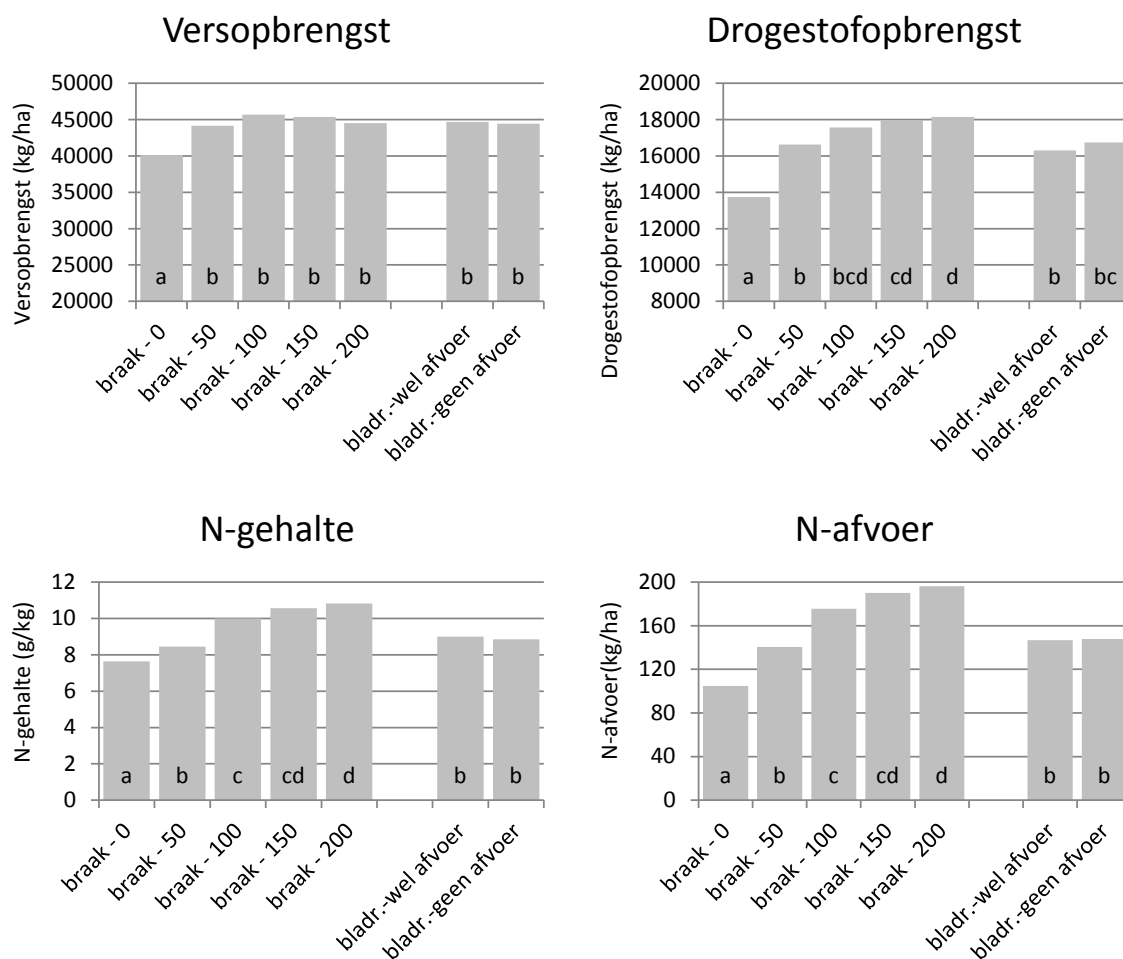 Versopbrengst
Versopbrengst (kg/ha)
50000
45000
40000
35000
30000
25000
20000
a b b b b b b
braak - 0
braak - 50
braak - 100
braak - 150
braak - 200
bladr.-wel afvoer
bladr.-geen afvoer
Drogestofopbrengst
Drogestofopbrengst (kg/ha)
20000
18000
16000
14000
12000
10000
8000
a b bcd cd d b bc
braak - 0
braak - 50
braak - 100
braak - 150
braak - 200
bladr.-wel afvoer
bladr.-geen afvoer
N-gehalte
N-gehalte (g/kg)
12
10
8
6
4
2
0
a b c cd d b b
braak - 0
braak - 50
braak - 100
braak - 150
braak - 200
bladr.-wel afvoer
bladr.-geen afvoer
N-afvoer
N-afvoer(kg/ha)
200
160
120
80
40
0
a b c cd d b b
braak - 0
braak - 50
braak - 100
braak - 150
braak - 200
bladr.-wel afvoer
bladr.-geen afvoer